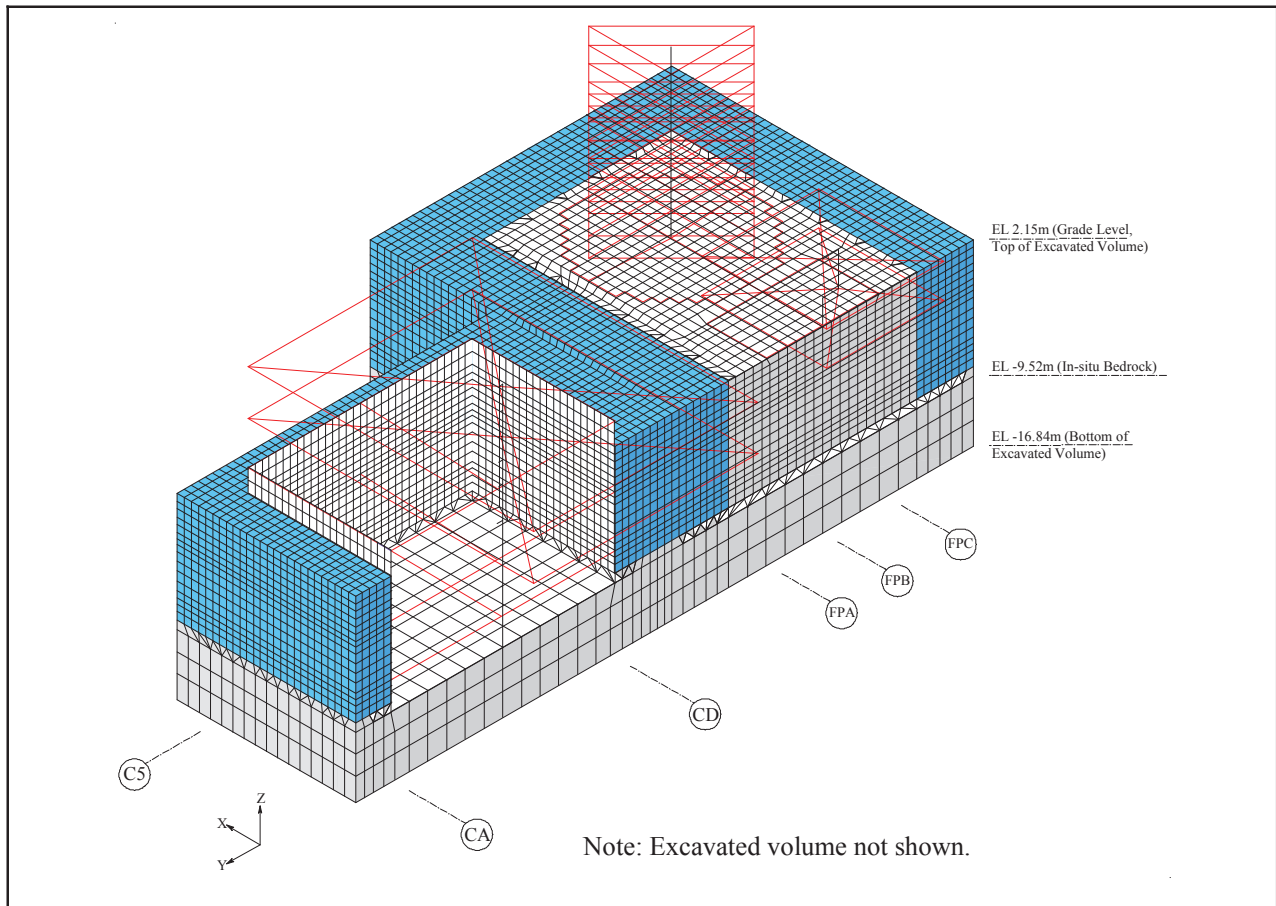 EL 2.15m (Grade Level,
Top of Excavated Volume)
EL -9.52m (In-situ Bedrock)
EL -16.84m (Bottom of
Excavated Volume)
FPC
FPB
FPA
CD
C5
CA
Z
X
Y
Note: Excavated volume not shown.